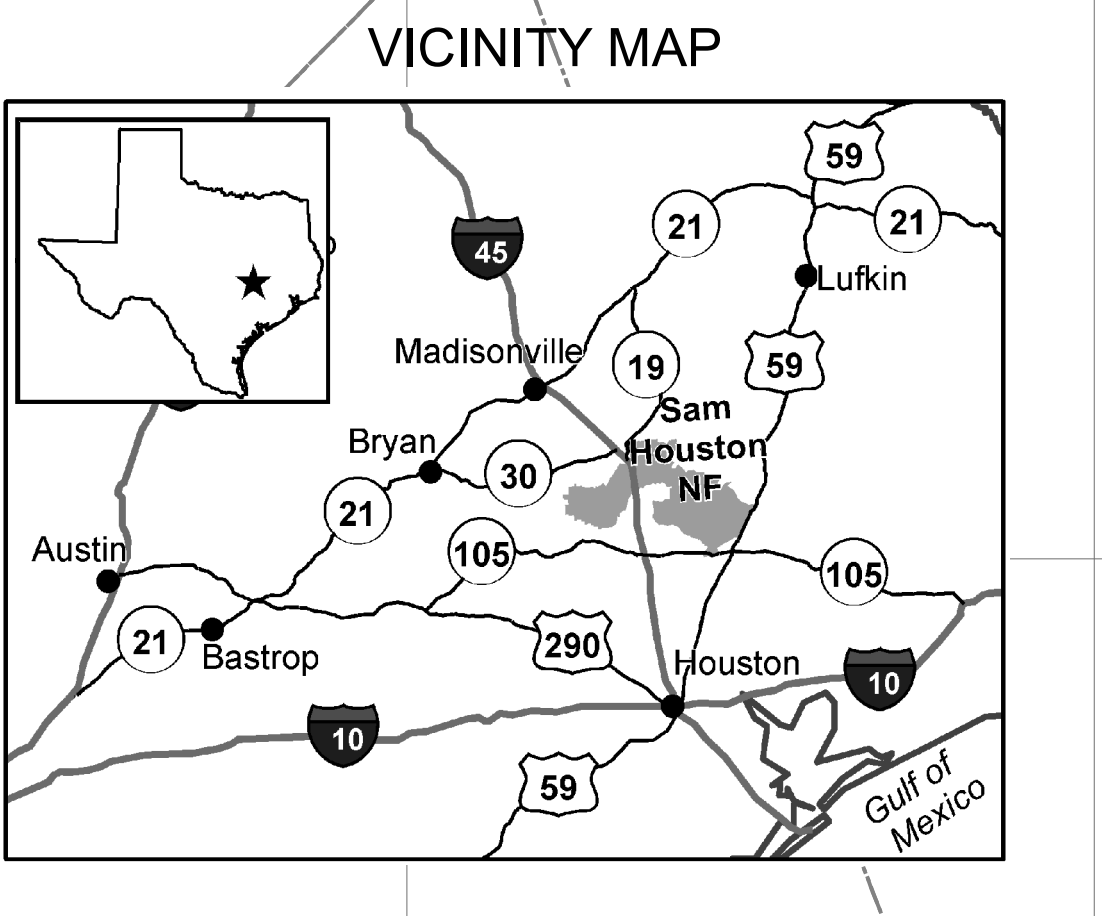 VICINITY MAP
59
21
21
45
Lufkin
Madisonville
19
59
Sam
Houston
NF
Bryan
30
21
Austin
105
105
21
Bastrop
290
Houston
10
10
59
Gulf of
Mexico